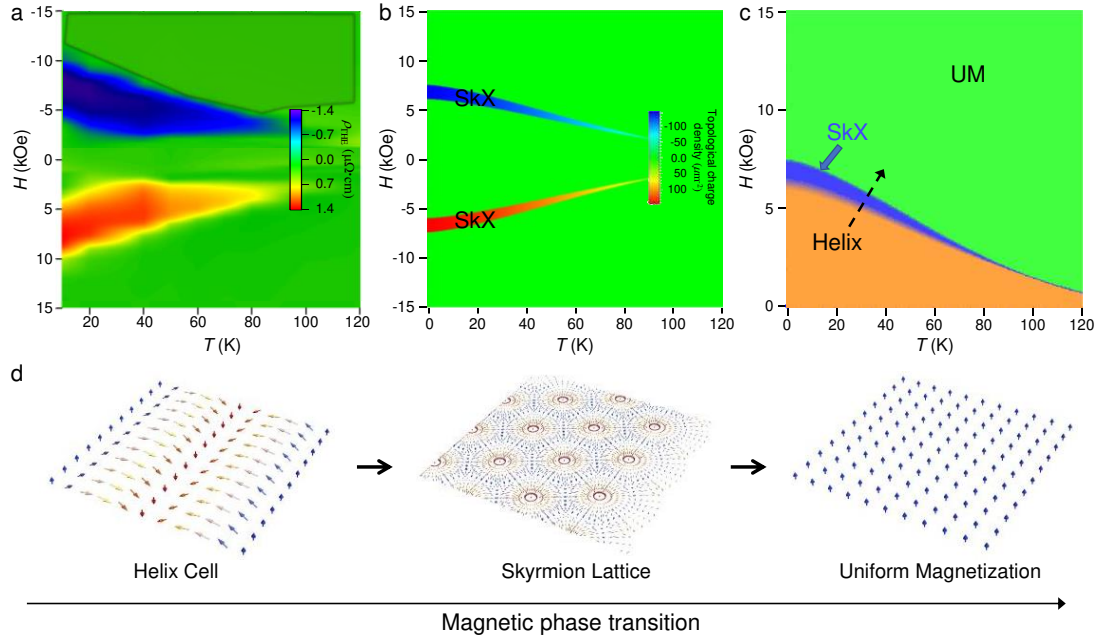 a
-15
-10
-5
0
5
10
15
H (kOe)
20
40
60
80
100
120
T (K)
-1.4
-0.7
0.0
0.7
1.4
ρTHE (μΩ·cm)
b
-15
-10
-5
0
5
10
15
H (kOe)
0
20
40
60
80
100
120
T (K)
SkX
SkX
-100
-50
0
50
100
Topological charge
density (μm⁻²)
c
15
10
5
0
H (kOe)
0
20
40
60
80
100
120
T (K)
UM
SkX
Helix
d
Helix Cell
Skyrmion Lattice
Uniform Magnetization
Magnetic phase transition